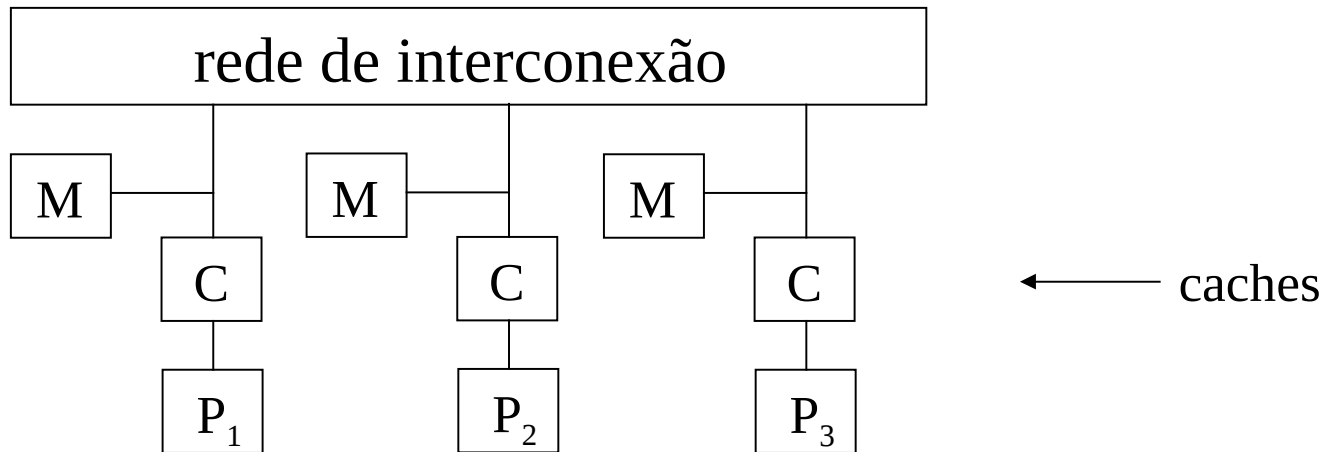 rede de interconexão
M M M
C C C caches
P1 P2 P3